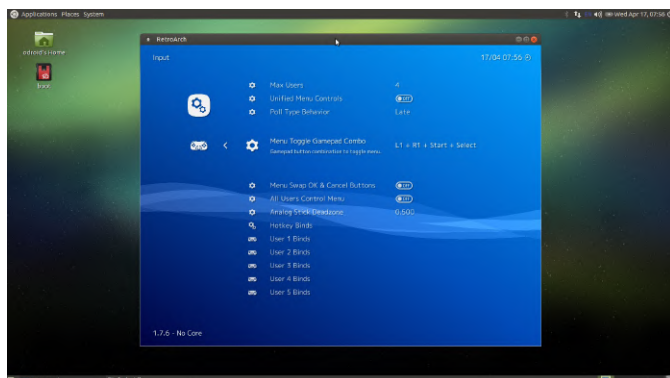 Applications Places System
Wed Apr 17, 07:56
odroid's Home
boot
RetroArch
Input
17/04 07:56
Max Users 4
Unified Menu Controls OFF
Poll Type Behavior Late
Menu Toggle Gamepad Combo L1 + R1 + Start + Select
Gamepad button combination to toggle menu.
Menu Swap OK & Cancel Buttons OFF
All Users Control Menu OFF
Analog Stick Deadzone 0.500
Hotkey Binds
User 1 Binds
User 2 Binds
User 3 Binds
User 4 Binds
User 5 Binds
1.7.6 - No Core